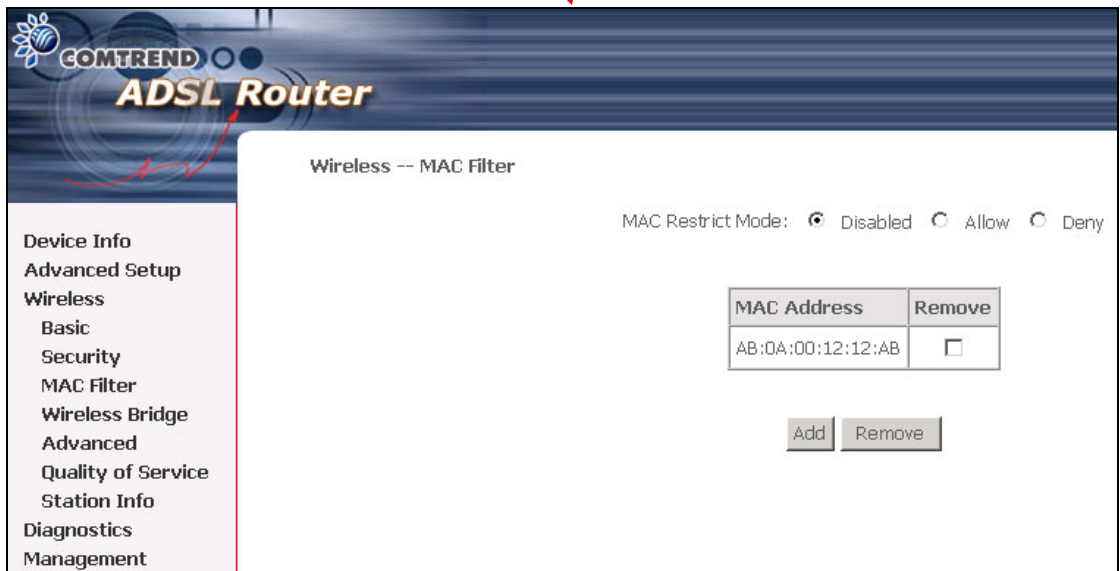 COMTREND
ADSL Router
Wireless -- MAC Filter
MAC Restrict Mode: Disabled Allow Deny
MAC Address Remove
AB:0A:00:12:12:AB
Add Remove
Device Info
Advanced Setup
Wireless
Basic
Security
MAC Filter
Wireless Bridge
Advanced
Quality of Service
Station Info
Diagnostics
Management